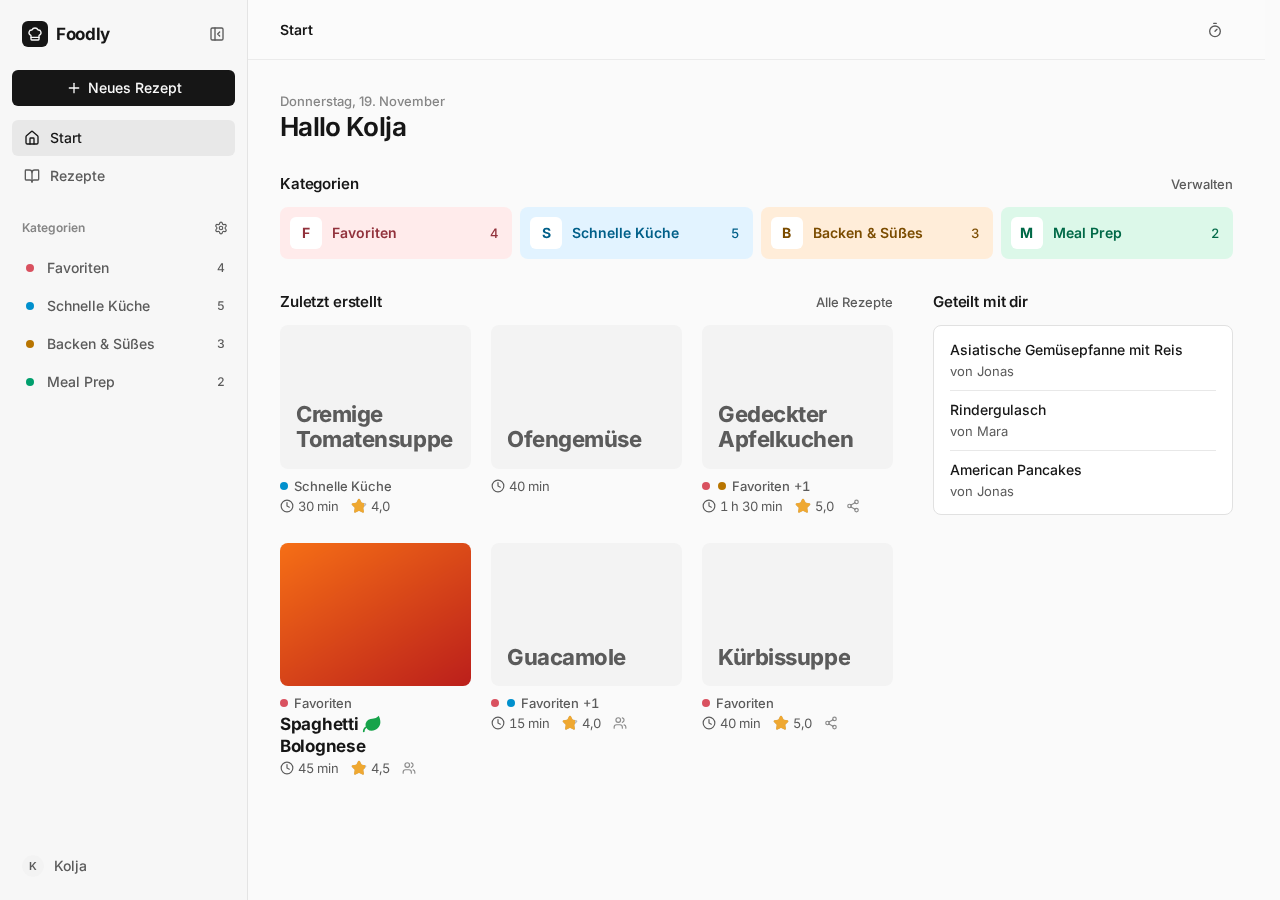 Foodly
Neues Rezept
Start
Rezepte
Kategorien
Favoriten 4
Schnelle Küche 5
Backen & Süßes 3
Meal Prep 2
K Kolja
Start
Donnerstag, 19. November
Hallo Kolja
Kategorien Verwalten
F Favoriten 4
S Schnelle Küche 5
B Backen & Süßes 3
M Meal Prep 2
Zuletzt erstellt Alle Rezepte
Cremige
Tomatensuppe
Schnelle Küche
30 min 4,0
Ofengemüse
40 min
Gedeckter
Apfelkuchen
Favoriten +1
1 h 30 min 5,0
Favoriten
Spaghetti
Bolognese
45 min 4,5
Guacamole
Favoriten +1
15 min 4,0
Kürbissuppe
Favoriten
40 min 5,0
Geteilt mit dir
Asiatische Gemüsepfanne mit Reis
von Jonas
Rindergulasch
von Mara
American Pancakes
von Jonas